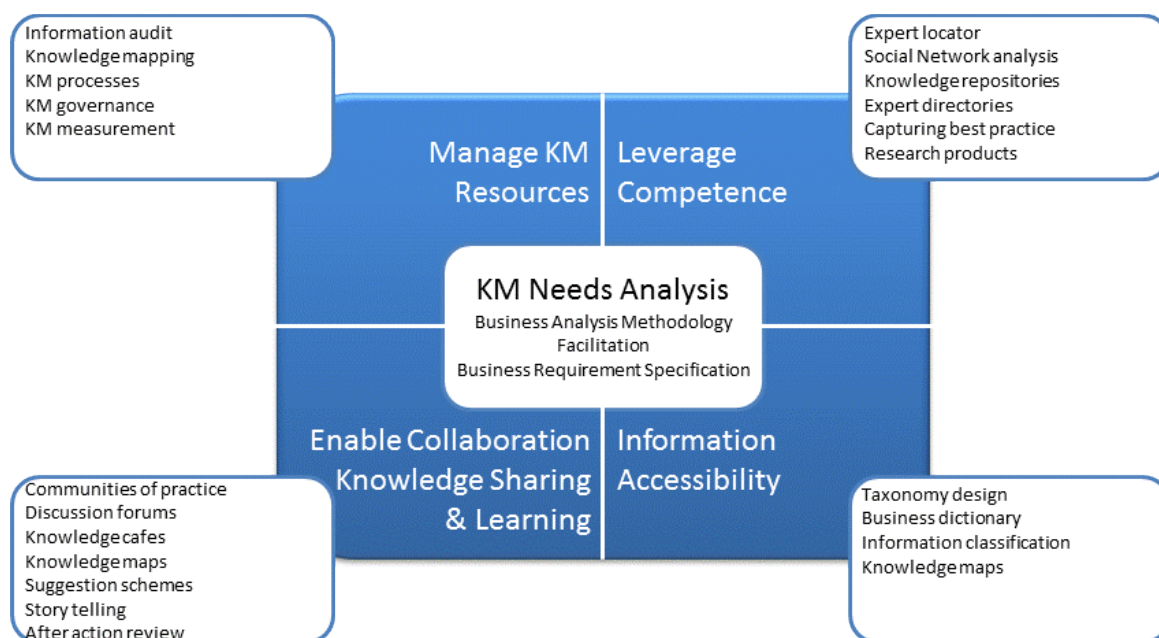 Information audit
Knowledge mapping
KM processes
KM governance
KM measurement
Expert locator
Social Network analysis
Knowledge repositories
Expert directories
Capturing best practice
Research products
Manage KM
Resources
Leverage
Competence
KM Needs Analysis
Business Analysis Methodology
Facilitation
Business Requirement Specification
Enable Collaboration
Knowledge Sharing
& Learning
Information
Accessibility
Communities of practice
Discussion forums
Knowledge cafes
Knowledge maps
Suggestion schemes
Story telling
After action review
Taxonomy design
Business dictionary
Information classification
Knowledge maps